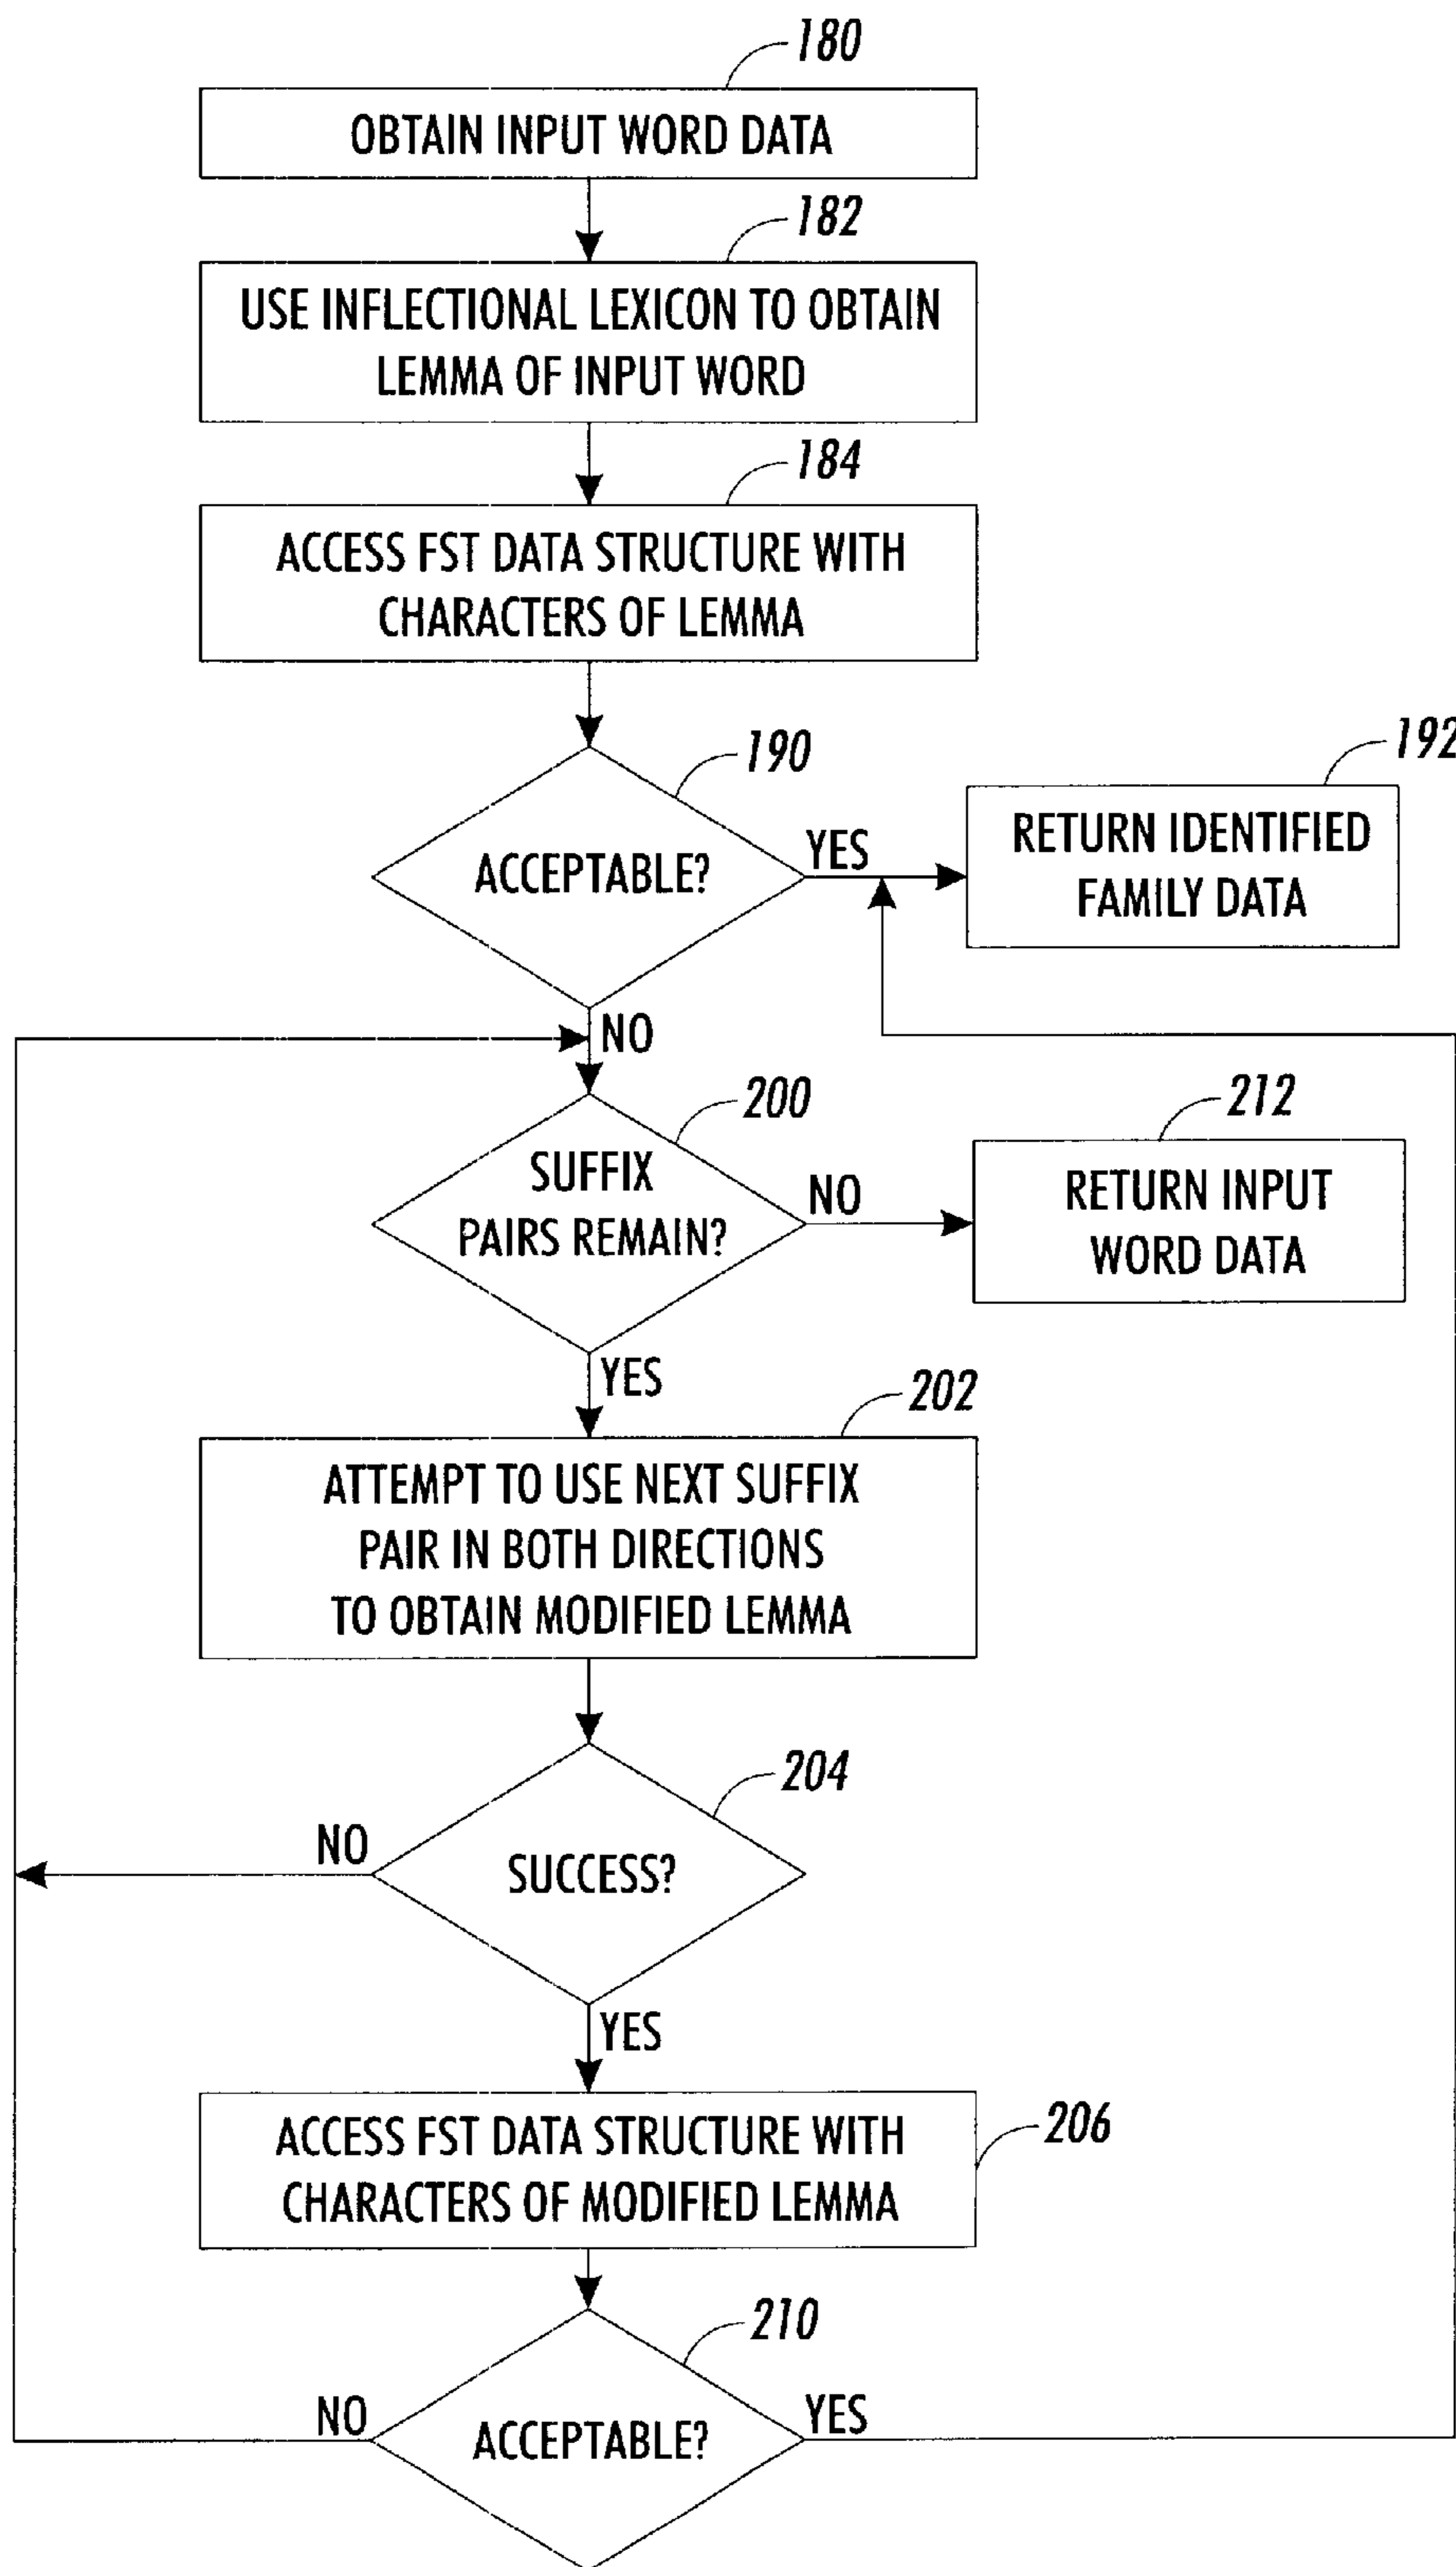 180
OBTAIN INPUT WORD DATA
182
USE INFLECTIONAL LEXICON TO OBTAIN
LEMMA OF INPUT WORD
184
ACCESS FST DATA STRUCTURE WITH
CHARACTERS OF LEMMA
190
ACCEPTABLE?
YES
192
RETURN IDENTIFIED
FAMILY DATA
NO
200
SUFFIX
PAIRS REMAIN?
NO
212
RETURN INPUT
WORD DATA
YES
202
ATTEMPT TO USE NEXT SUFFIX
PAIR IN BOTH DIRECTIONS
TO OBTAIN MODIFIED LEMMA
204
NO
SUCCESS?
YES
206
ACCESS FST DATA STRUCTURE WITH
CHARACTERS OF MODIFIED LEMMA
210
NO
ACCEPTABLE?
YES